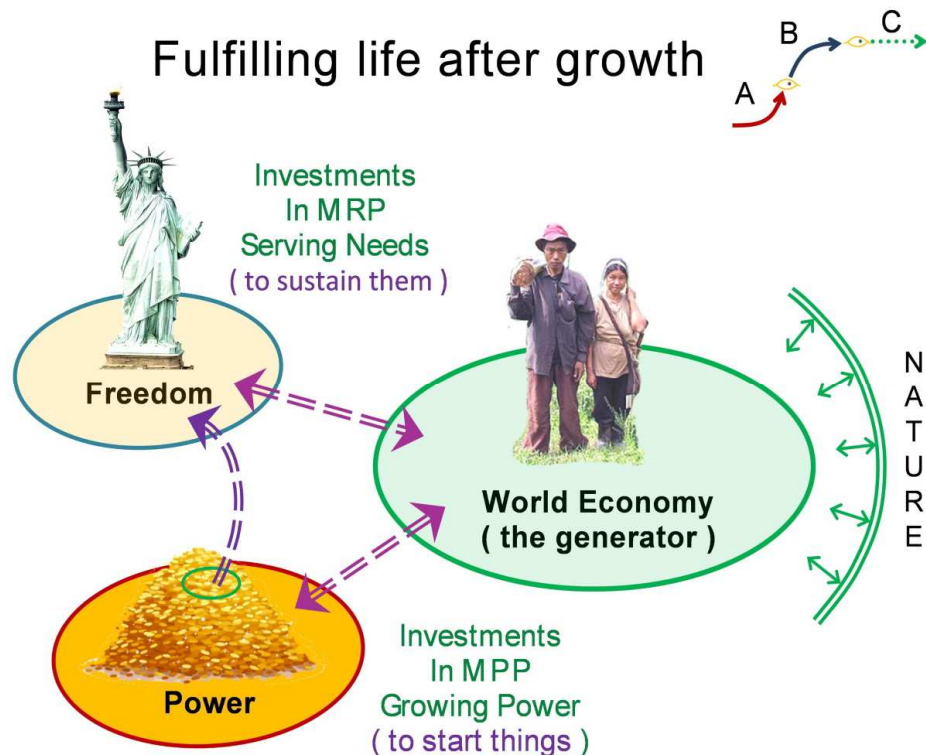 Fulfilling life after growth
A
B
C
Investments
In MRP
Serving Needs
( to sustain them )
Freedom
World Economy
( the generator )
NATURE
Power
Investments
In MPP
Growing Power
( to start things )